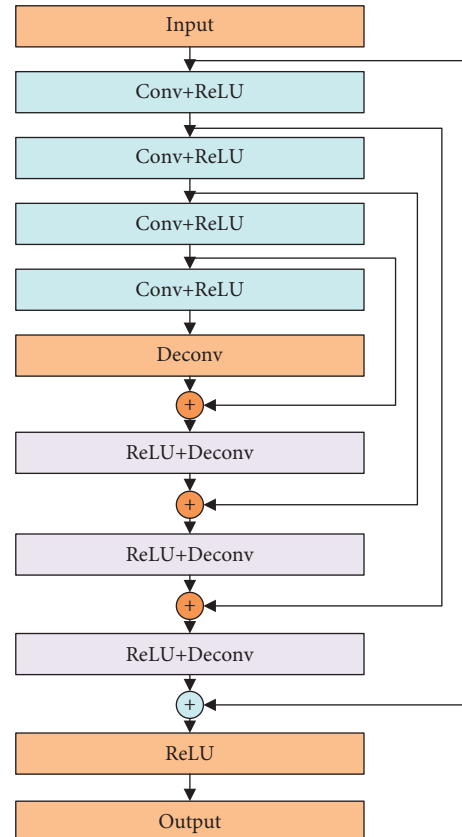 Input
Conv+ReLU
Conv+ReLU
Conv+ReLU
Conv+ReLU
Deconv
+
ReLU+Deconv
+
ReLU+Deconv
+
ReLU+Deconv
+
ReLU
Output